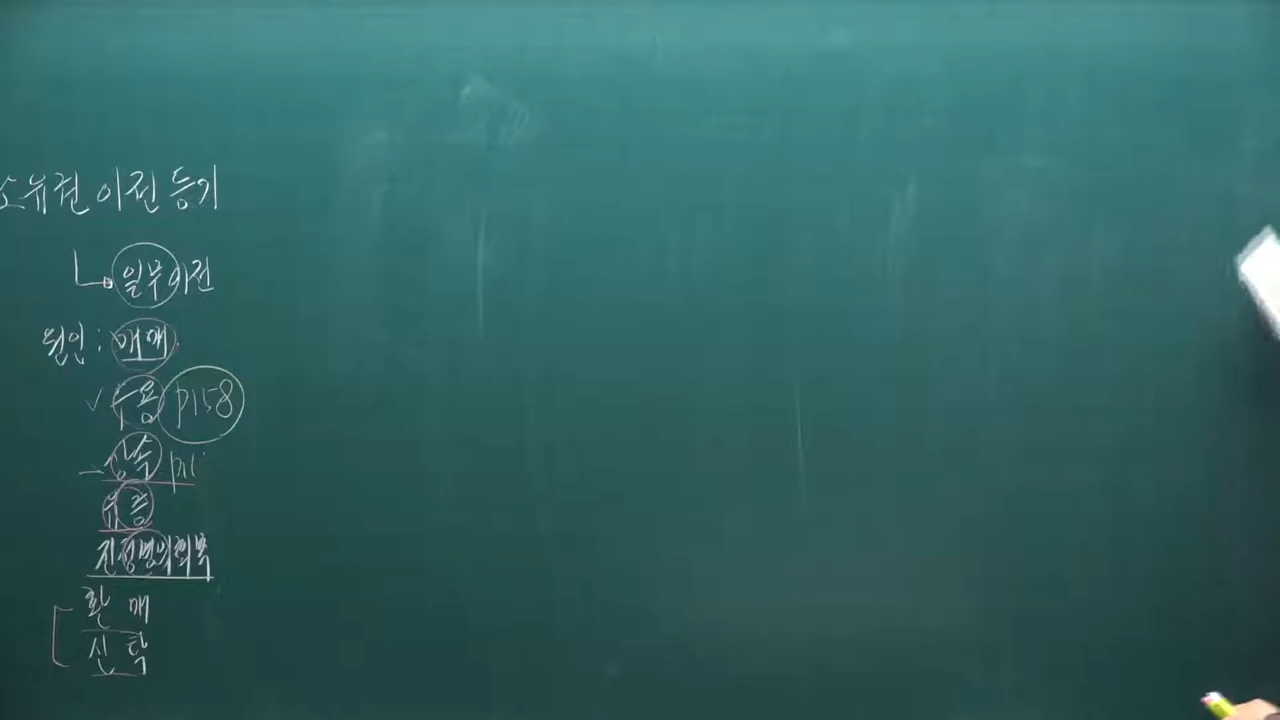 소유권 이전 등기
일부이전
원인 : 매매
✓ 수용 p158
상속
유증
진정명의회복
환매
신탁